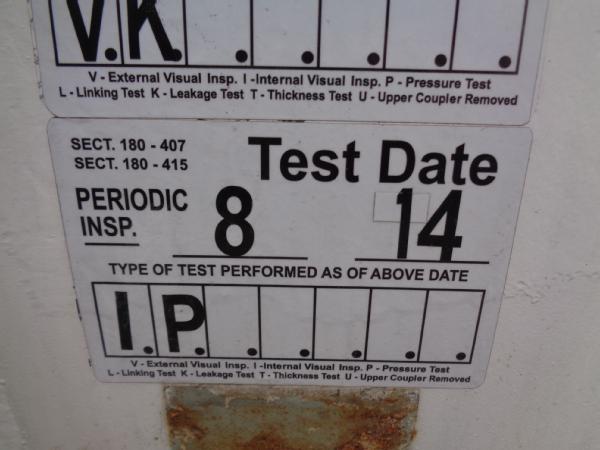 V. K. . . . .
V - External Visual Insp. I - Internal Visual Insp. P - Pressure Test
L - Linking Test K - Leakage Test T - Thickness Test U - Upper Coupler Removed
SECT. 180 - 407
SECT. 180 - 415
Test Date
PERIODIC
INSP.
8
14
TYPE OF TEST PERFORMED AS OF ABOVE DATE
I. P. . . . . .
V - External Visual Insp. I -Internal Visual Insp. P - Pressure Test
L - Linking Test K - Leakage Test T - Thickness Test U - Upper Coupler Removed